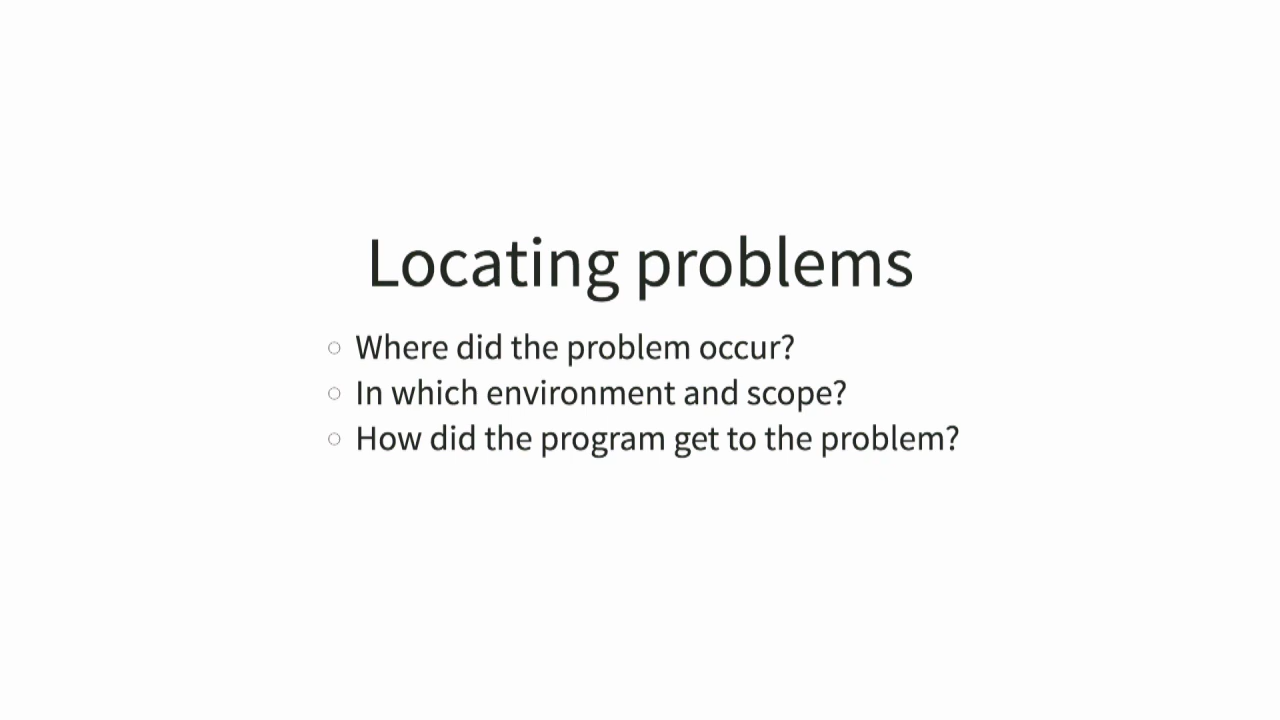 Locating problems
Where did the problem occur?
In which environment and scope?
How did the program get to the problem?